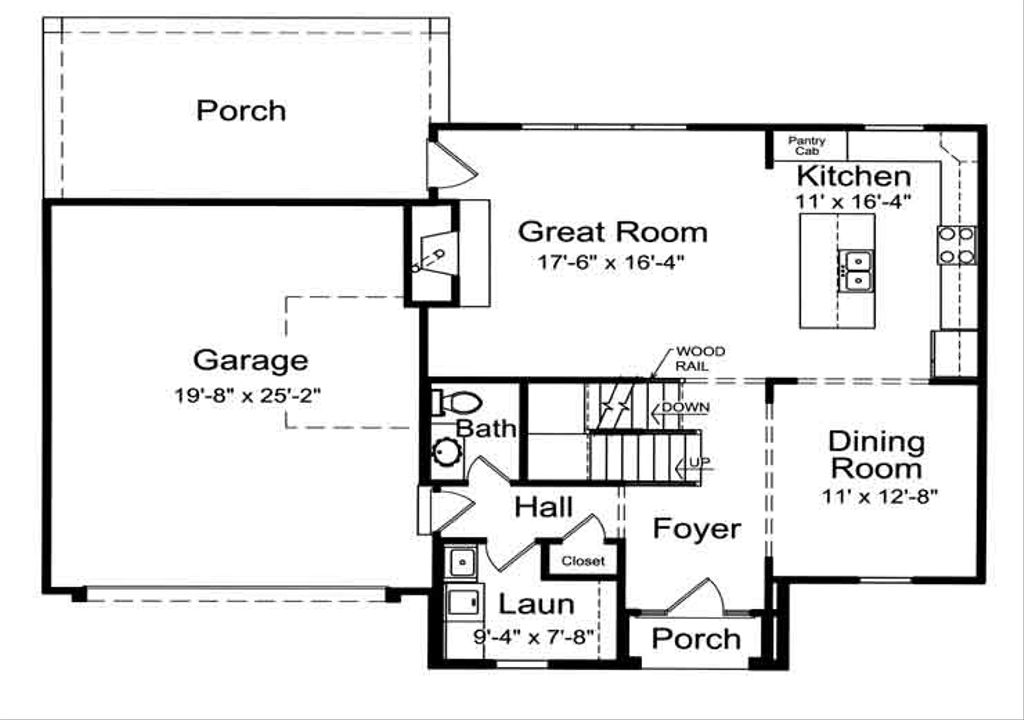 Porch
Pantry
Cab
Kitchen
11' x 16'-4"
Great Room
17'-6" x 16'-4"
Garage
19'-8" x 25'-2"
WOOD
RAIL
DOWN
Bath
UP
Dining
Room
11' x 12'-8"
Hall
Foyer
Closet
Laun
9'-4" x 7'-8"
Porch